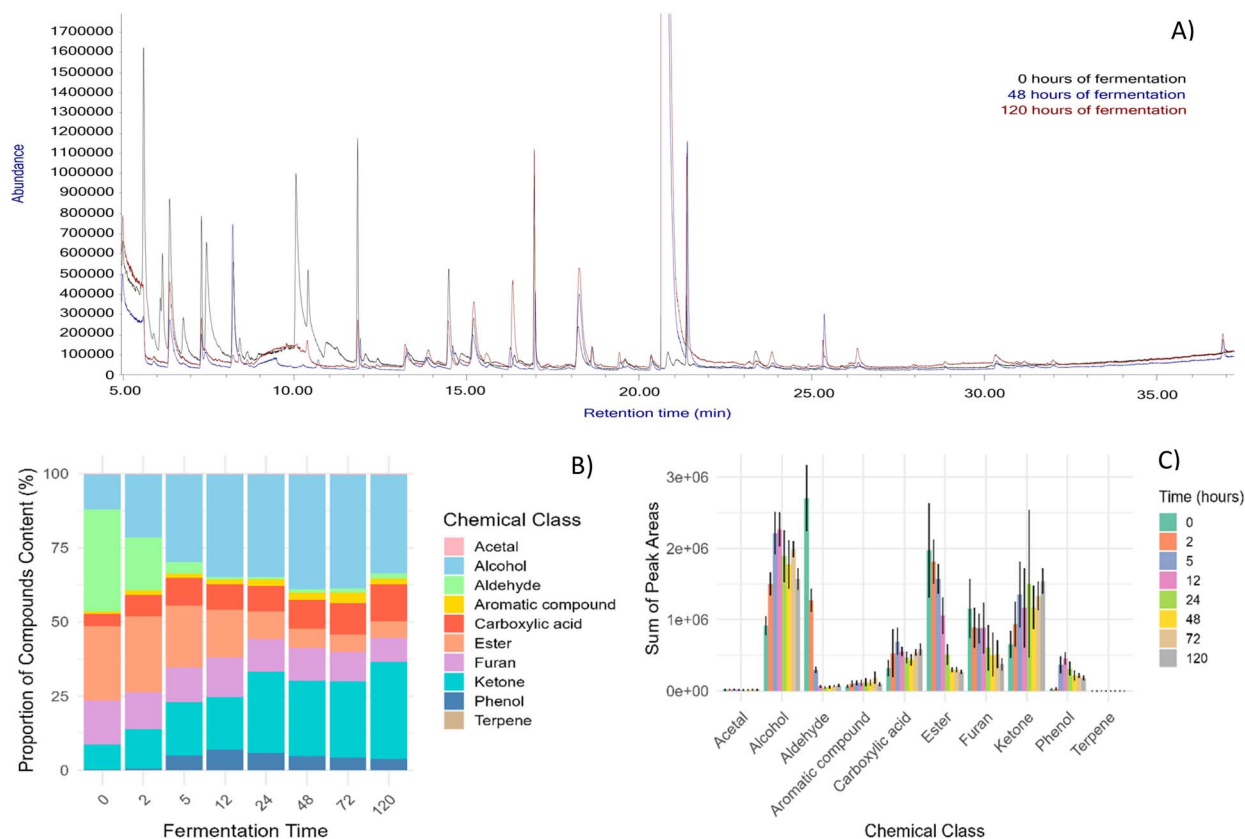 A)
1700000
1600000
1500000
1400000
1300000
1200000
1100000
1000000
900000
800000
700000
600000
500000
400000
300000
200000
100000
0
Abundance
0 hours of fermentation
48 hours of fermentation
120 hours of fermentation
5.00 10.00 15.00 20.00 25.00 30.00 35.00
Retention time (min)
B)
100
75
50
25
0
Proportion of Compounds Content (%)
0 2 5 12 24 48 72 120
Fermentation Time
Chemical Class
Acetal
Alcohol
Aldehyde
Aromatic compound
Carboxylic acid
Ester
Furan
Ketone
Phenol
Terpene
C)
3e+06
2e+06
1e+06
0e+00
Sum of Peak Areas
Acetal Alcohol Aldehyde Aromatic compound Carboxylic acid Ester Furan Ketone Phenol Terpene
Chemical Class
Time (hours)
0
2
5
12
24
48
72
120